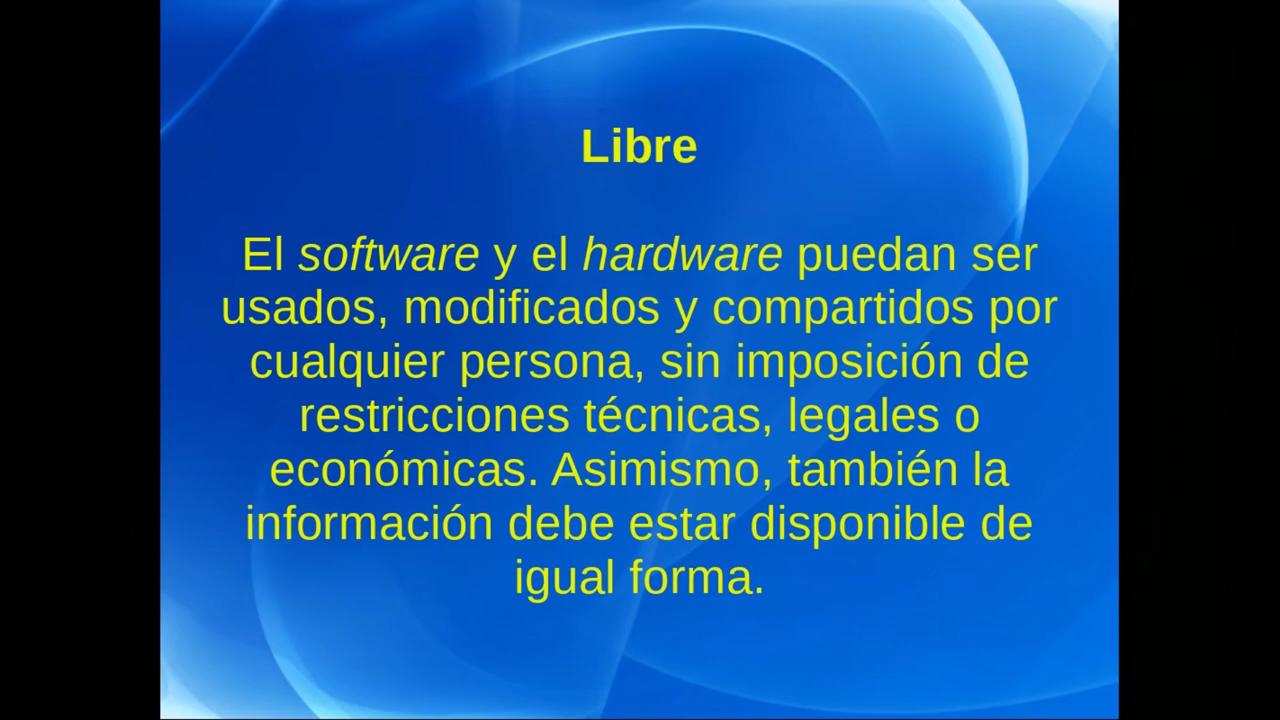 Libre
El software y el hardware puedan ser
usados, modificados y compartidos por
cualquier persona, sin imposición de
restricciones técnicas, legales o
económicas. Asimismo, también la
información debe estar disponible de
igual forma.